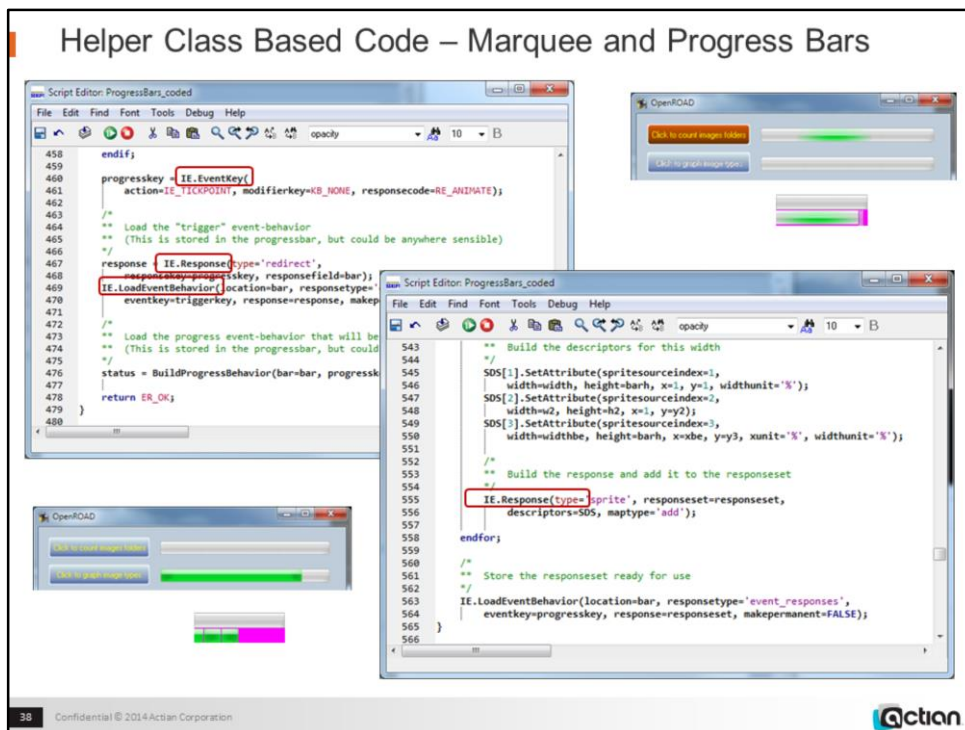 Helper Class Based Code – Marquee and Progress Bars
Script Editor: ProgressBars_coded
File Edit Find Font Tools Debug Help
opacity 10 B
458 endif;
459
460 progresskey = IE.EventKey(
461 action=IE_TICKPOINT, modifierkey=KB_NONE, responsecode=RE_ANIMATE);
462
463 /*
464 ** Load the "trigger" event-behavior
465 ** (This is stored in the progressbar, but could be anywhere sensible)
466 */
467 response = IE.Response(type='redirect',
468 responsekey=progresskey, responsefield=bar);
469 IE.LoadEventBehavior(location=bar, responsetype='
470 eventkey=triggerkey, response=response, makepe
471
472 /*
473 ** Load the progress event-behavior that will be
474 ** (This is stored in the progressbar, but could
475 */
476 status = BuildProgressBehavior(bar=bar, progressk
477
478 return ER_OK;
479 }
480
OpenROAD
Click to count images folders
Click to graph image types
Script Editor: ProgressBars_coded
File Edit Find Font Tools Debug Help
opacity 10 B
543 ** Build the descriptors for this width
544 */
545 SDS[1].SetAttribute(spritesourceindex=1,
546 width=width, height=barh, x=1, y=1, widthunit='%');
547 SDS[2].SetAttribute(spritesourceindex=2,
548 width=w2, height=h2, x=1, y=y2);
549 SDS[3].SetAttribute(spritesourceindex=3,
550 width=widthbe, height=barh, x=xbe, y=y3, xunit='%', widthunit='%');
551
552 /*
553 ** Build the response and add it to the responseset
554 */
555 IE.Response(type='sprite', responseset=responseset,
556 descriptors=SDS, maptype='add');
557
558 endfor;
559
560 /*
561 ** Store the responseset ready for use
562 */
563 IE.LoadEventBehavior(location=bar, responsetype='event_responses',
564 eventkey=progresskey, response=responseset, makepermanent=FALSE);
565 }
566
OpenROAD
Click to count images folders
Click to graph image types
38 Confidential © 2014 Actian Corporation
Actian